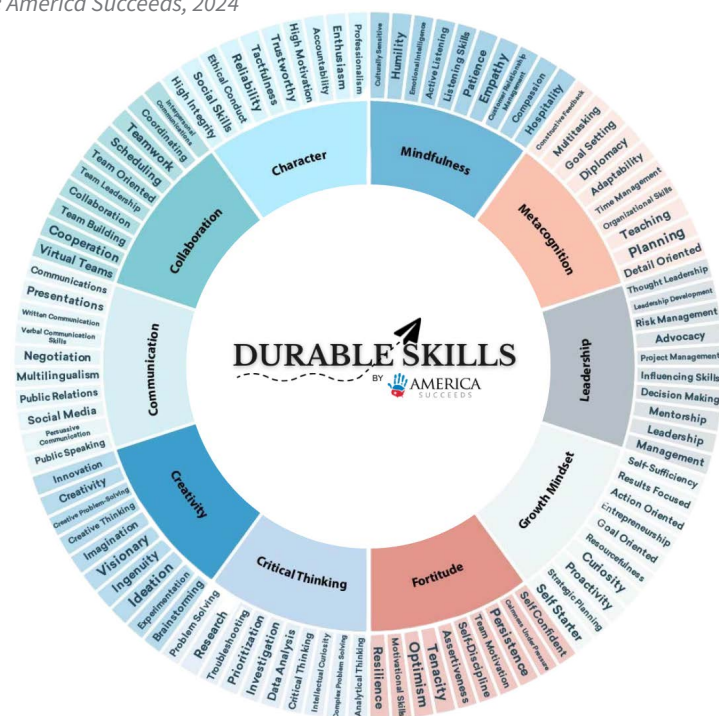 America Succeeds, 2024
DURABLE SKILLS
BY AMERICA
SUCCEEDS
Character
Interpersonal
Communications
High Integrity
Social Skills
Ethical Conduct
Reliability
Tactfulness
Trustworthy
High Motivation
Accountability
Enthusiasm
Professionalism
Mindfulness
Culturally Sensitive
Humility
Emotional Intelligence
Active Listening
Listening Skills
Patience
Empathy
Customer Relationship
Management
Compassion
Hospitality
Metacognition
Constructive Feedback
Multitasking
Goal Setting
Diplomacy
Adaptability
Time Management
Organizational Skills
Teaching
Planning
Detail Oriented
Leadership
Thought Leadership
Leadership Development
Risk Management
Advocacy
Project Management
Influencing Skills
Decision Making
Mentorship
Leadership
Management
Growth Mindset
Self-Sufficiency
Results Focused
Action Oriented
Entrepreneurship
Goal Oriented
Resourcefulness
Curiosity
Proactivity
Strategic Planning
Self Starter
Fortitude
Self Confident
Calmness Under Pressure
Persistence
Team Motivation
Self-Discipline
Assertiveness
Tenacity
Optimism
Motivational Skills
Resilience
Critical Thinking
Analytical Thinking
Complex Problem Solving
Intellectual Curiosity
Critical Thinking
Data Analysis
Investigation
Prioritization
Troubleshooting
Research
Problem Solving
Creativity
Brainstorming
Experimentation
Ideation
Ingenuity
Visionary
Imagination
Creative Thinking
Creative Problem-Solving
Creativity
Innovation
Communication
Public Speaking
Persuasive
Communication
Social Media
Public Relations
Multilingualism
Negotiation
Verbal Communication
Skills
Written Communication
Presentations
Communications
Collaboration
Virtual Teams
Cooperation
Team Building
Collaboration
Team Leadership
Team Oriented
Scheduling
Teamwork
Coordinating